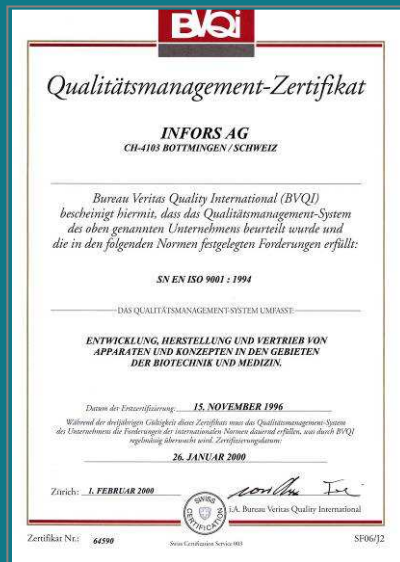 BVQi
Qualitätsmanagement-Zertifikat
INFORS AG
CH-4103 BOTTMINGEN / SCHWEIZ
Bureau Veritas Quality International (BVQI)
bescheinigt hiermit, dass das Qualitätsmanagement-System
des oben genannten Unternehmens beurteilt wurde und
die in den folgenden Normen festgelegten Forderungen erfüllt:
SN EN ISO 9001 : 1994
DAS QUALITÄTSMANAGEMENT-SYSTEM UMFASST:
ENTWICKLUNG, HERSTELLUNG UND VERTRIEB VON
APPARATEN UND KONZEPTEN IN DEN GEBIETEN
DER BIOTECHNIK UND MEDIZIN.
Datum der Erstzertifizierung: 15. NOVEMBER 1996
Während der dreijährigen Gültigkeit dieses Zertifikats muss das Qualitätsmanagement-System
des Unternehmens die Forderungen der internationalen Normen dauernd erfüllen, was durch BVQI
regelmässig überwacht wird. Zertifizierungsdatum:
26. JANUAR 2000
Zürich: 1. FEBRUAR 2000
i.A. Bureau Veritas Quality International
SWISS CERTIFICATION
Zertifikat Nr.: 64590
Swiss Certification Service 003
SF06/J2